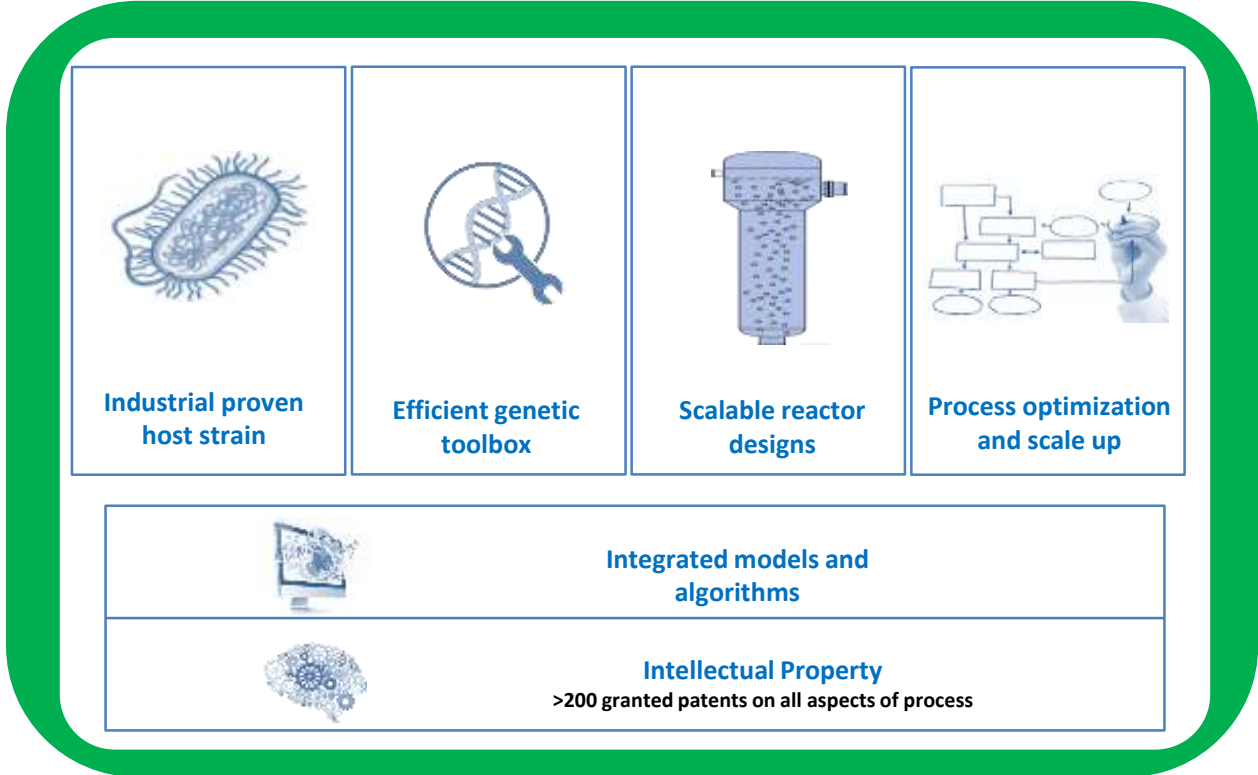 Industrial proven
host strain
Efficient genetic
toolbox
Scalable reactor
designs
Process optimization
and scale up
Integrated models and
algorithms
Intellectual Property
>200 granted patents on all aspects of process